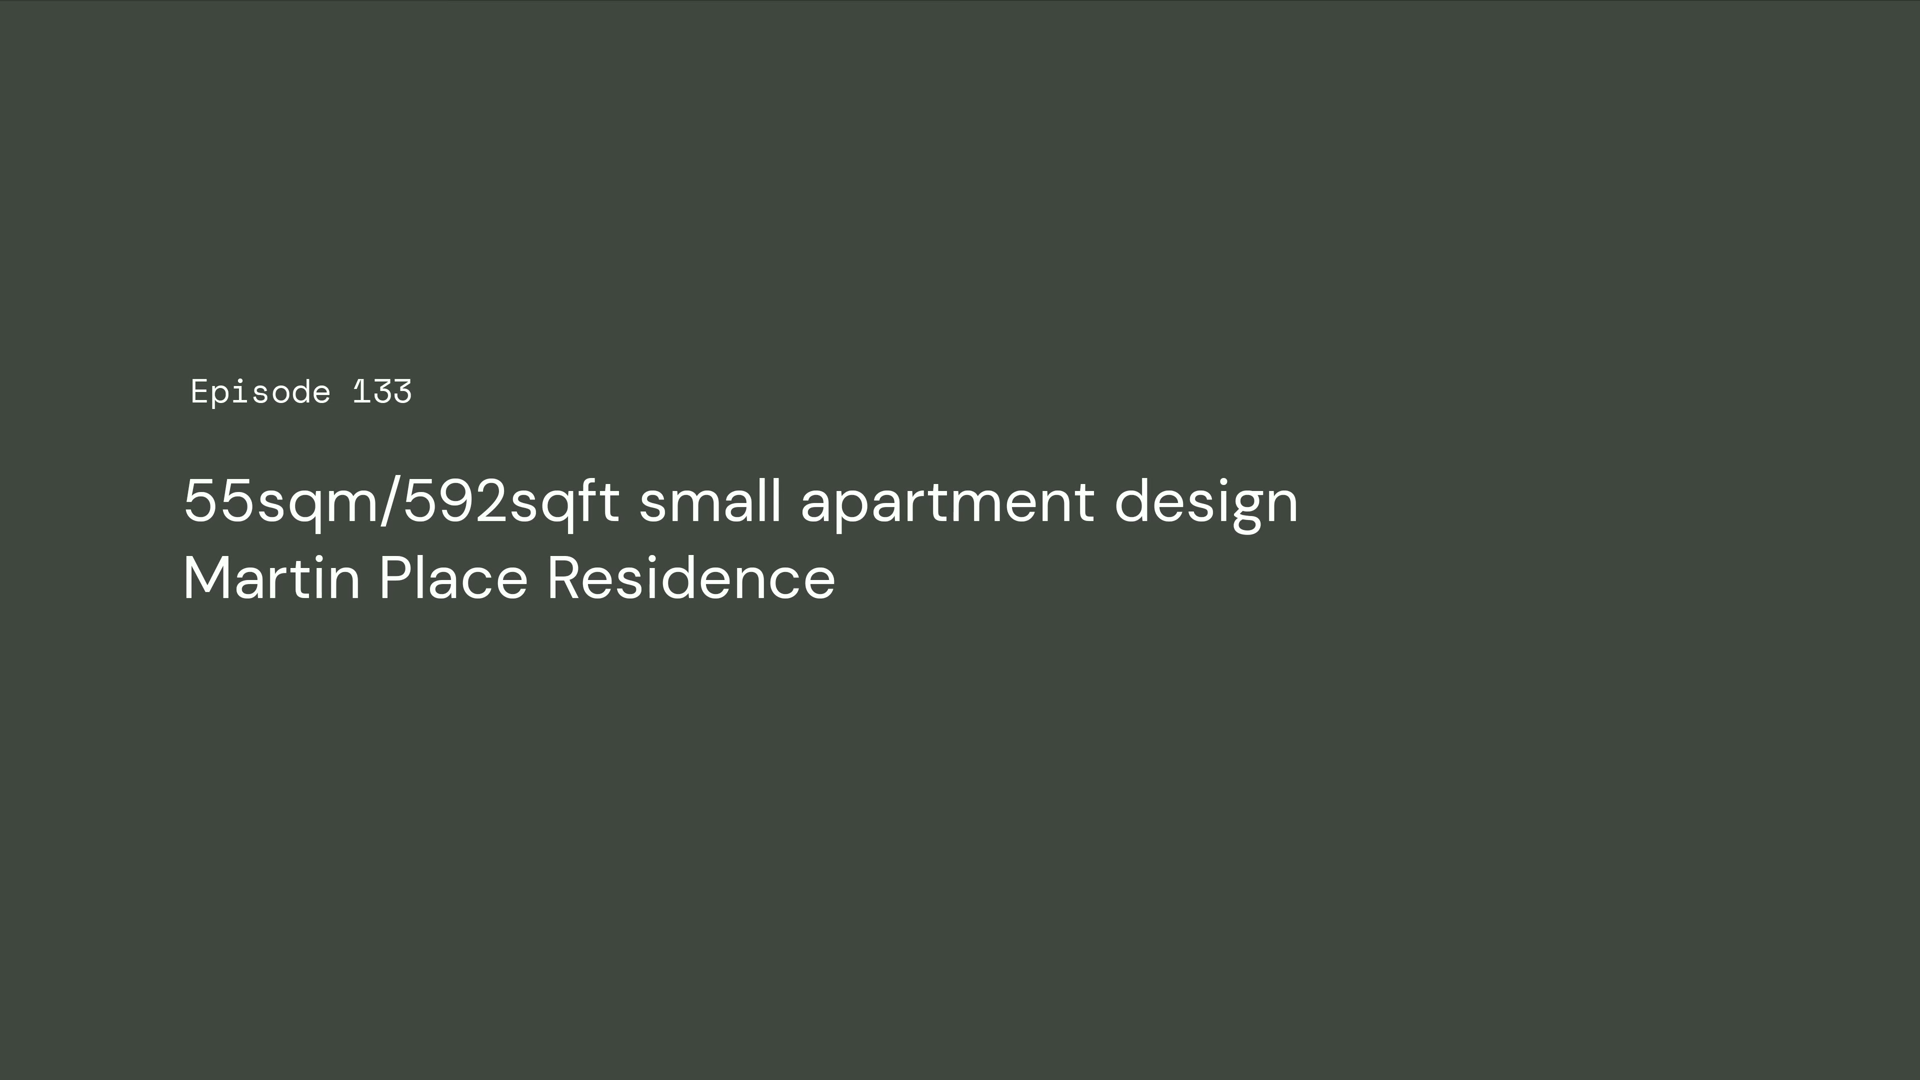 Episode 133
55sqm/592sqft small apartment design
Martin Place Residence